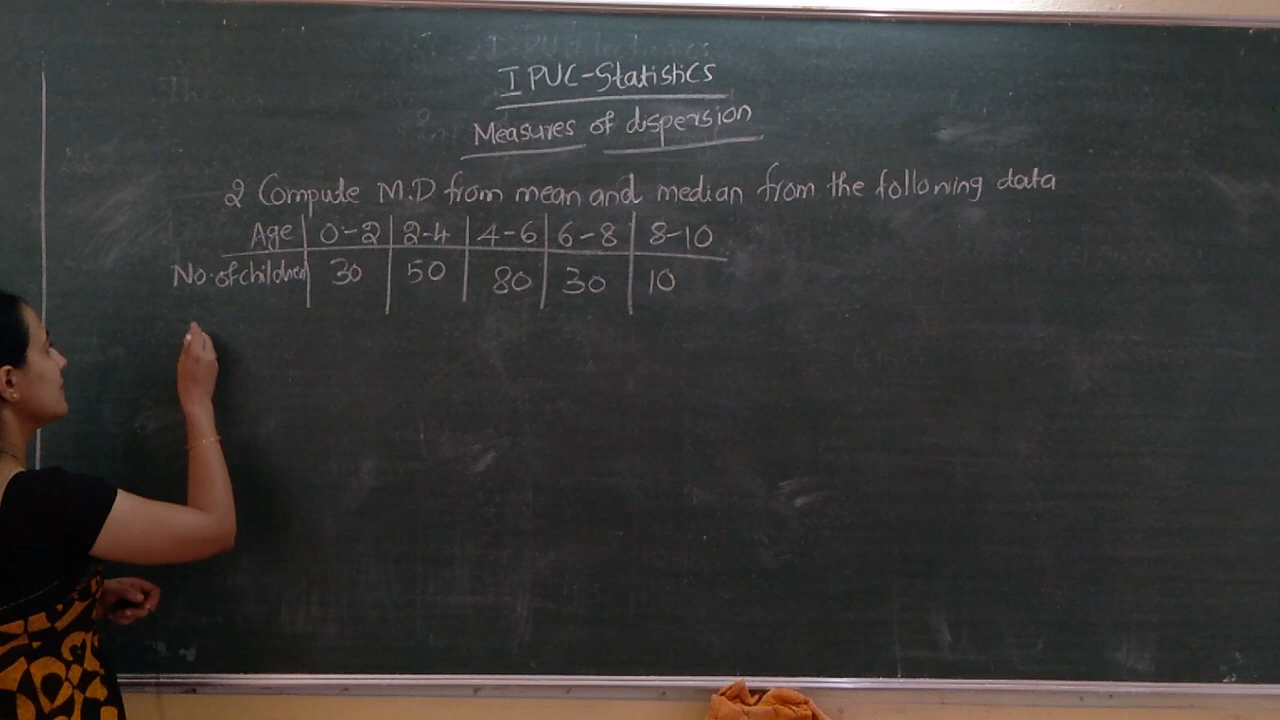 I PUC-Statistics
Measures of dispersion
2 Compute M.D from mean and median from the following data
Age 0-2 2-4 4-6 6-8 8-10
No. of children 30 50 80 30 10